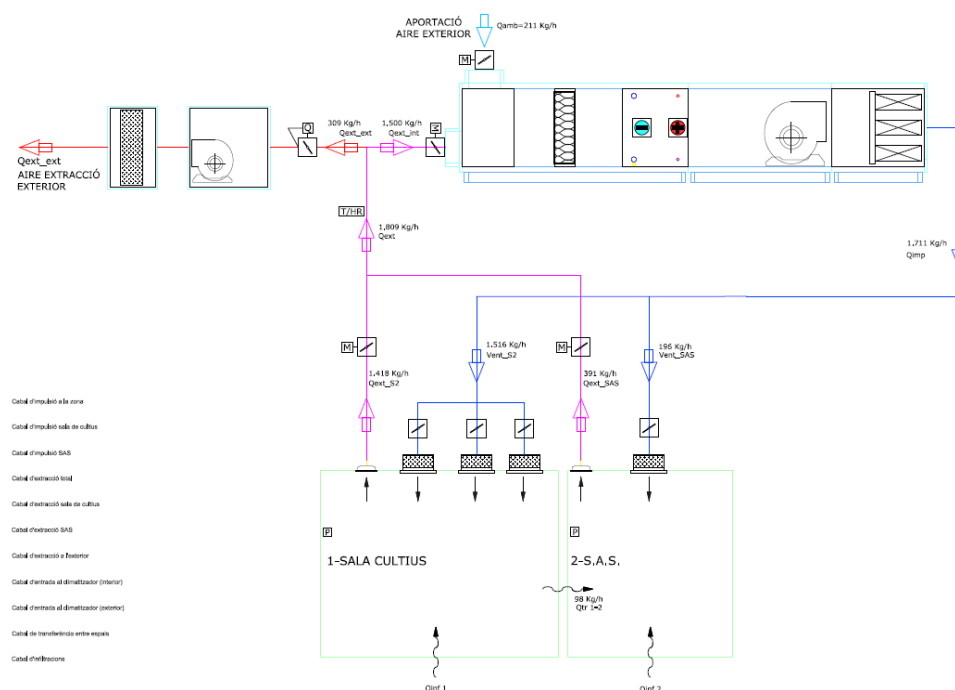 APORTACIÓ
AIRE EXTERIOR
Qamb=211 Kg/h
M
309 Kg/h
Qext_ext
1,500 Kg/h
Qext_int
Q
M
Qext_ext
AIRE EXTRACCIÓ
EXTERIOR
T/HR
1,809 Kg/h
Qext
1.711 Kg/h
Qimp
M
1.418 Kg/h
Qext_S2
1.516 Kg/h
Vent_S2
M
391 Kg/h
Qext_SAS
196 Kg/h
Vent_SAS
Cabal d'impulsió a la zona
Cabal d'impulsió sala de cultius
Cabal d'impulsió SAS
Cabal d'extracció total
Cabal d'extracció sala de cultius
Cabal d'extracció SAS
Cabal d'extracció a l'exterior
Cabal d'entrada al climatitzador (interior)
Cabal d'entrada al climatitzador (exterior)
Cabal de transferència entre espais
Cabal d'infiltracions
P
1-SALA CULTIUS
P
2-S.A.S.
98 Kg/h
Qtr 1-2
Qinf 1
Qinf 2